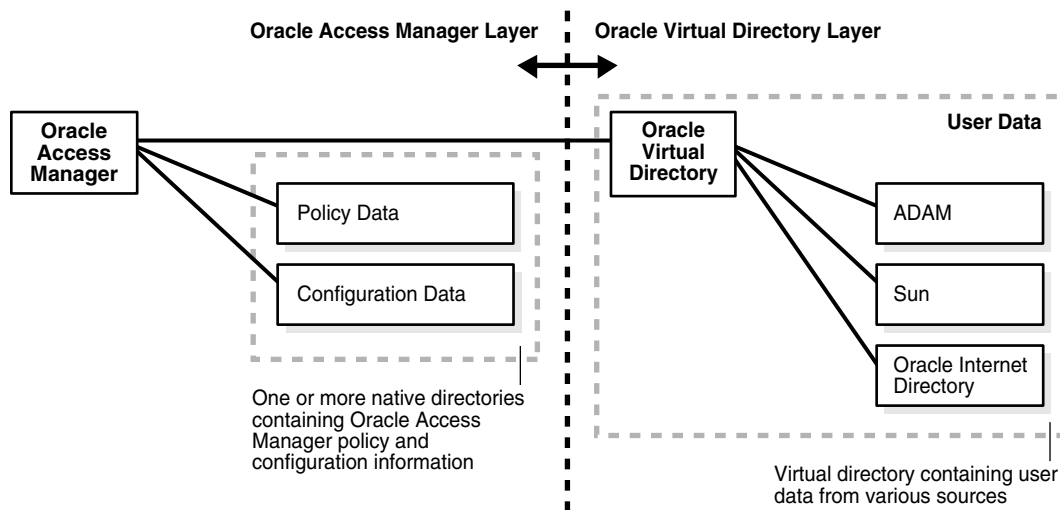 Oracle Access Manager Layer
Oracle Virtual Directory Layer
Oracle
Access
Manager
Policy Data
Configuration Data
One or more native directories
containing Oracle Access
Manager policy and
configuration information
Oracle
Virtual
Directory
User Data
ADAM
Sun
Oracle Internet
Directory
Virtual directory containing user
data from various sources